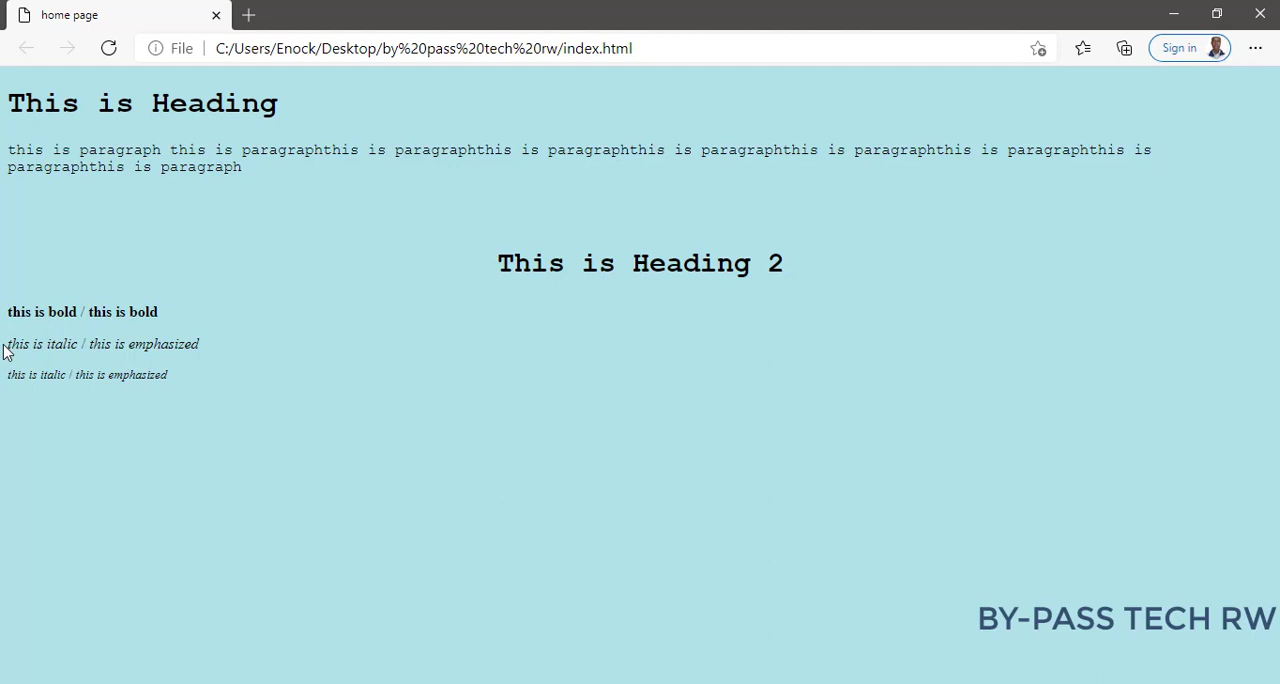 home page
File
C:/Users/Enock/Desktop/by%20pass%20tech%20rw/index.html
Sign in
This is Heading
this is paragraph this is paragraphthis is paragraphthis is paragraphthis is paragraphthis is paragraphthis is paragraphthis is
paragraphthis is paragraph
This is Heading 2
this is bold / this is bold
this is italic / this is emphasized
this is italic / this is emphasized
BY-PASS TECH RW